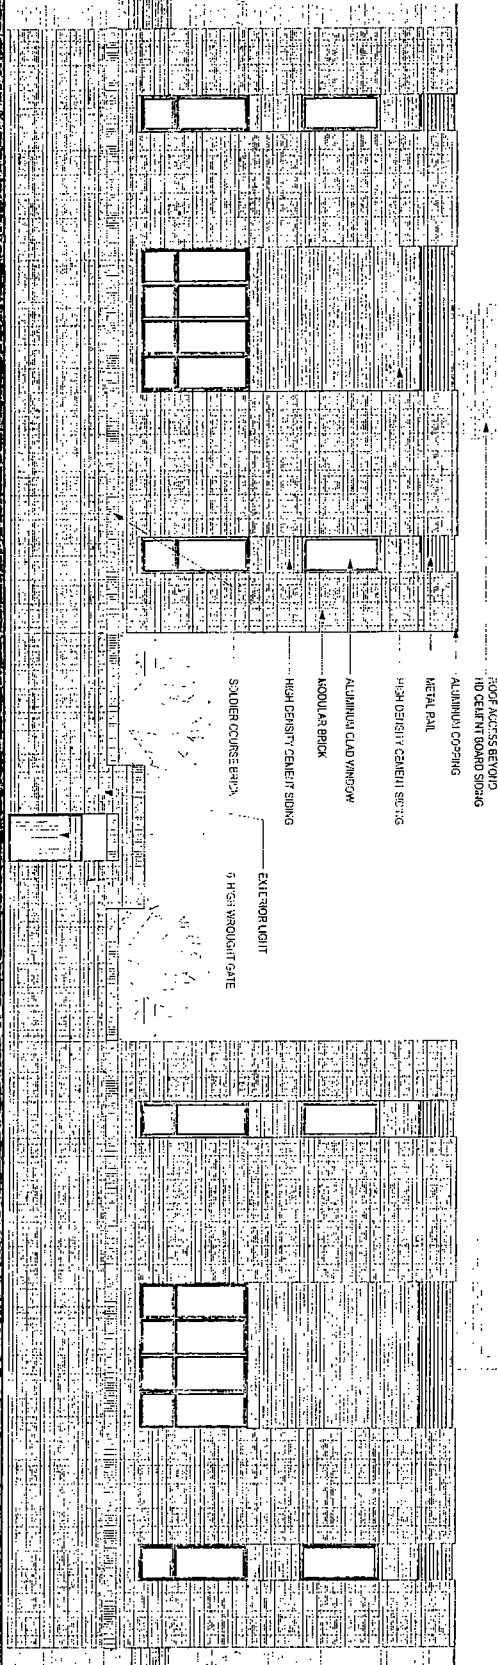 ROOF ACCESS BEYOND
HD CEMENT BOARD SIDING
ALUMINUM COPPING
METAL RAIL
HIGH DENSITY CEMENT SIDING
ALUMINUM CLAD WINDOW
MODULAR BRICK
HIGH DENSITY CEMENT SIDING
SOLDIER COURSE BRICK
EXTERIOR LIGHT
6' HIGH WROUGHT GATE